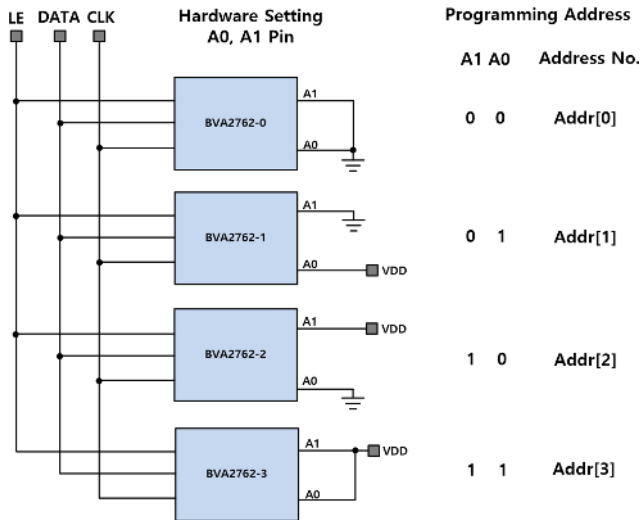 LE DATA CLK
Hardware Setting
A0, A1 Pin
Programming Address
A1 A0 Address No.
A1
BVA2762-0
A0
0 0 Addr[0]
A1
BVA2762-1
A0
VDD
0 1 Addr[1]
A1
VDD
BVA2762-2
A0
1 0 Addr[2]
A1
VDD
BVA2762-3
A0
1 1 Addr[3]